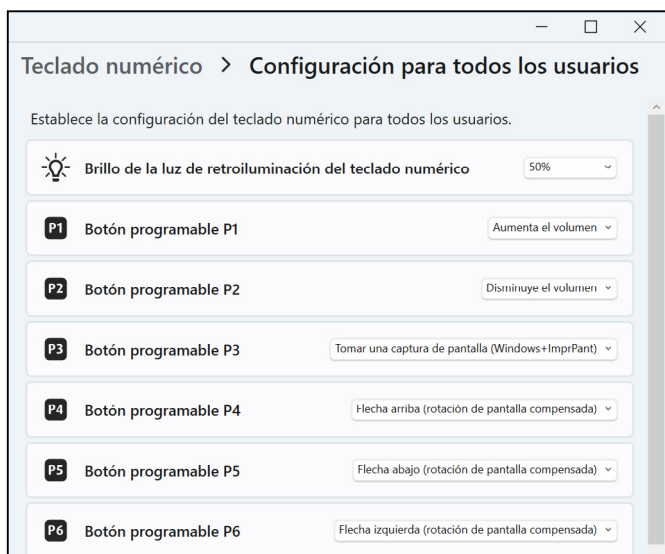 Teclado numérico > Configuración para todos los usuarios
Establece la configuración del teclado numérico para todos los usuarios.
Brillo de la luz de retroiluminación del teclado numérico 50%
P1 Botón programable P1 Aumenta el volumen
P2 Botón programable P2 Disminuye el volumen
P3 Botón programable P3 Tomar una captura de pantalla (Windows+ImprPant)
P4 Botón programable P4 Flecha arriba (rotación de pantalla compensada)
P5 Botón programable P5 Flecha abajo (rotación de pantalla compensada)
P6 Botón programable P6 Flecha izquierda (rotación de pantalla compensada)